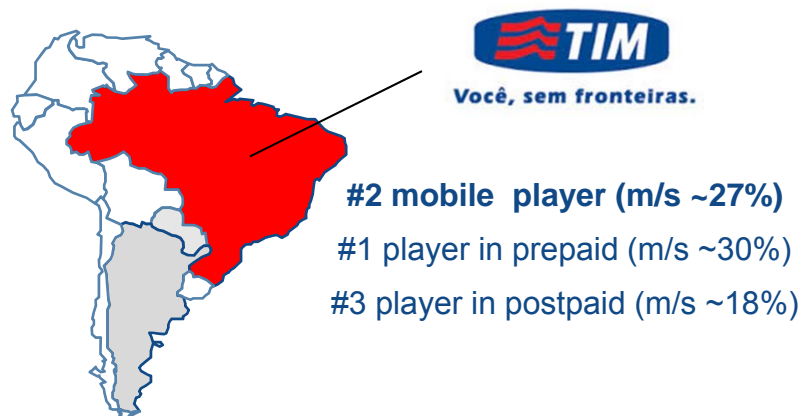 TIM
Você, sem fronteiras.
#2 mobile player (m/s ~27%)
#1 player in prepaid (m/s ~30%)
#3 player in postpaid (m/s ~18%)